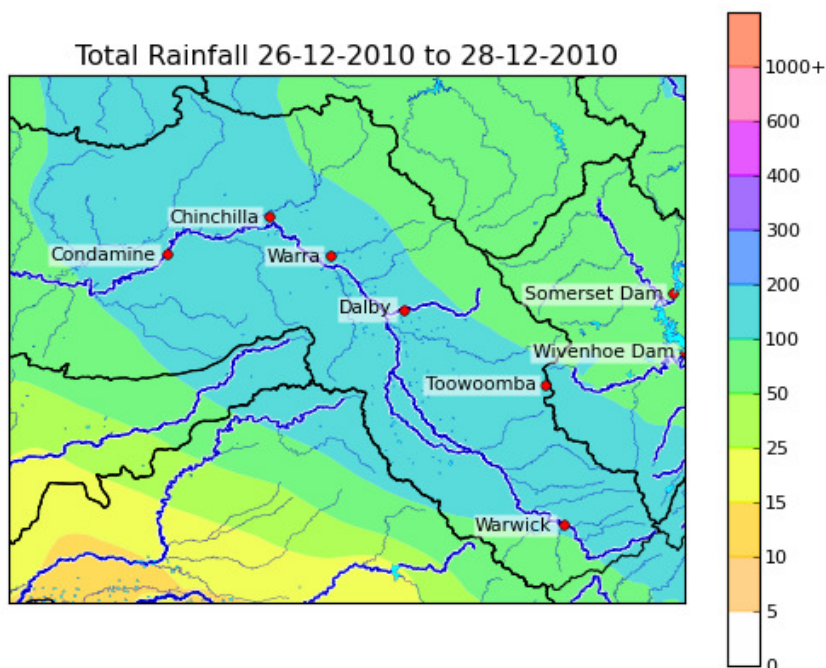 Total Rainfall 26-12-2010 to 28-12-2010
1000+
600
400
300
200
100
50
25
15
10
5
0
Chinchilla
Condamine
Warra
Dalby
Somerset Dam
Wivenhoe Dam
Toowoomba
Warwick